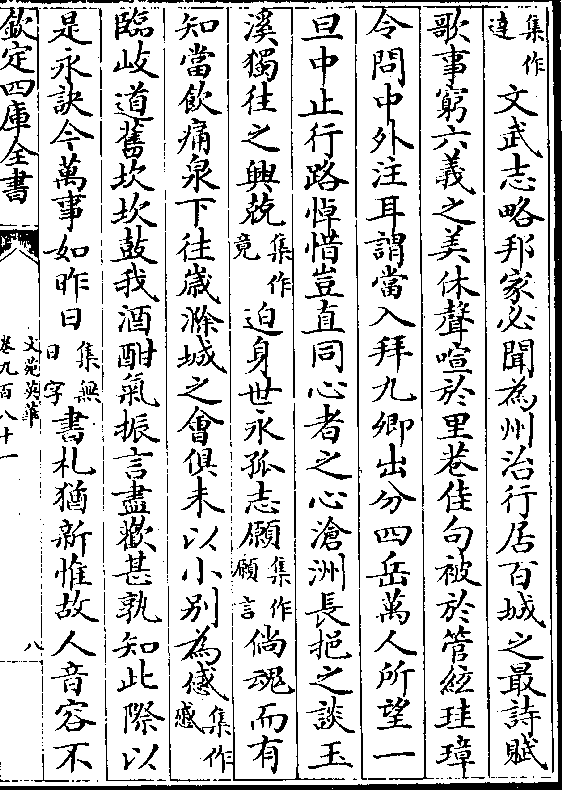 集作達文武志略邦家必聞為州治行居百城之最詩賦
歌事窮六義之美休聲喧於里巷佳句被於管絃珪璋
令問中外注耳謂當入拜九卿出分四岳萬人所望一
旦中止行路悼惜豈直同心者之心滄洲長挹之談玉
溪獨往之興兢集作竟迫身世永孤志願集作願言倘魂而有
知當飲痛泉下往歲滁城之會俱未以小別為慼集作感
臨岐道舊坎坎鼓我酒酣氣振言盡歡甚孰知此際以
是永訣今萬事如昨日集無日字書札猶新惟故人音容不
欽定四庫全書
文苑英華
卷九百八十一
八